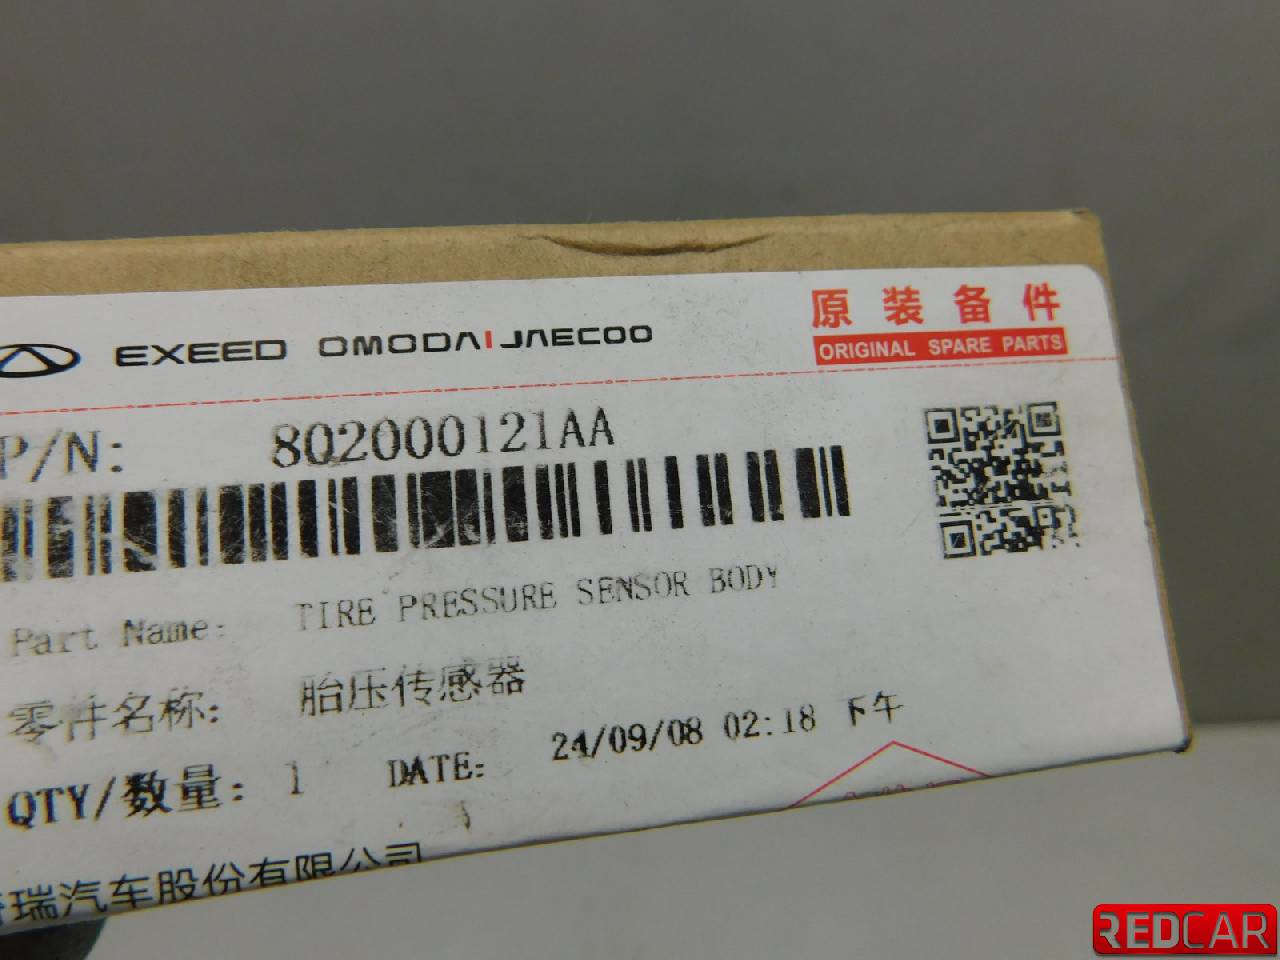 EXEED OMODA|JAECOO
原装备件
ORIGINAL SPARE PARTS
P/N: 802000121AA
Part Name: TIRE PRESSURE SENSOR BODY
零件名称: 胎压传感器
QTY/数量: 1 DATE: 24/09/08 02:18 下午
瑞汽车股份有限公司
REDCAR